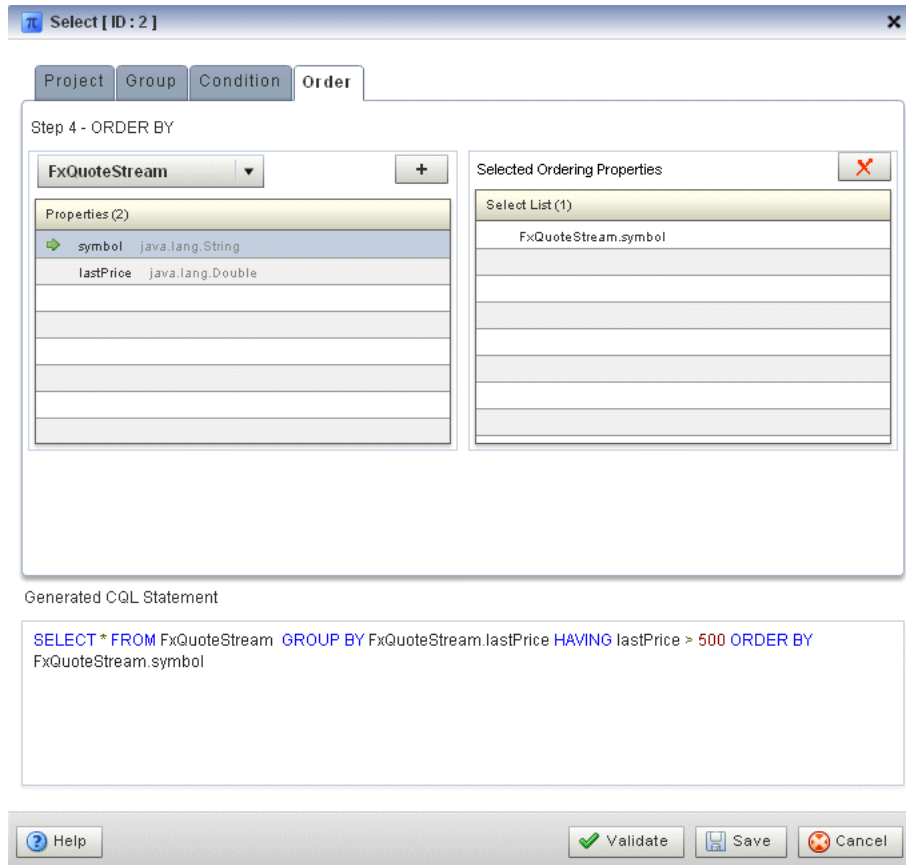 Select [ ID : 2 ]
Project Group Condition Order
Step 4 - ORDER BY
FxQuoteStream +
Properties (2)
symbol java.lang.String
lastPrice java.lang.Double
Selected Ordering Properties
Select List (1)
FxQuoteStream.symbol
Generated CQL Statement
SELECT * FROM FxQuoteStream GROUP BY FxQuoteStream.lastPrice HAVING lastPrice > 500 ORDER BY
FxQuoteStream.symbol
Help Validate Save Cancel